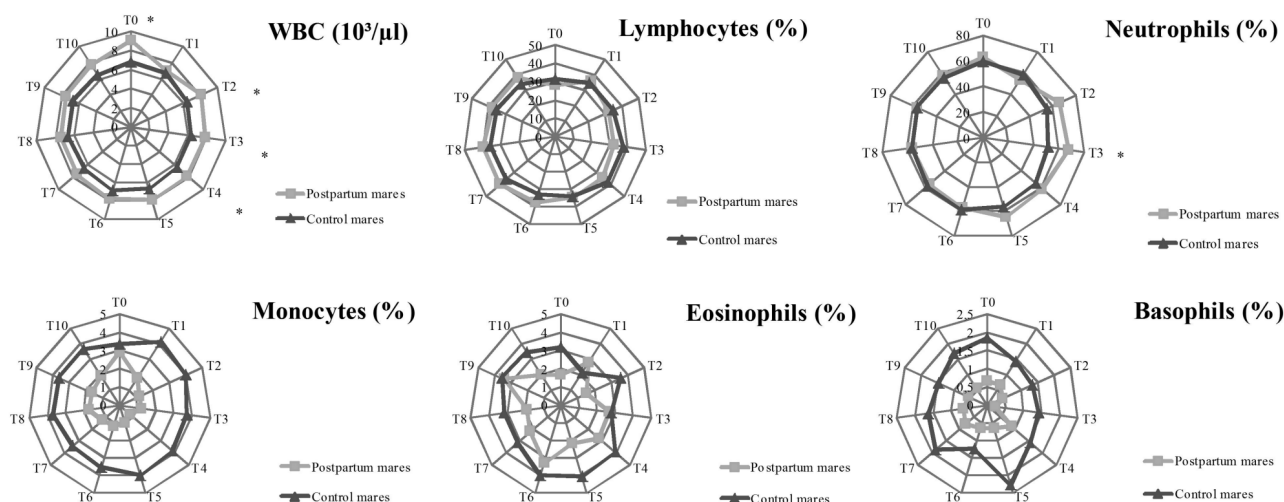 WBC (10³/µl)
T0 *
T1
T2 *
T3
*
T4
*
T5
T6
T7
T8
T9
T10
10
8
6
4
2
0
Postpartum mares
Control mares
Lymphocytes (%)
T0
T1
T2
T3
T4
T5
T6
T7
T8
T9
T10
50
40
30
20
10
0
Postpartum mares
Control mares
Neutrophils (%)
T0
T1
T2
T3 *
T4
T5
T6
T7
T8
T9
T10
80
60
40
20
0
Postpartum mares
Control mares
Monocytes (%)
T0
T1
T2
T3
T4
T5
T6
T7
T8
T9
T10
5
4
3
2
1
0
Postpartum mares
Control mares
Eosinophils (%)
T0
T1
T2
T3
T4
T5
T6
T7
T8
T9
T10
5
4
3
2
1
0
Postpartum mares
Control mares
Basophils (%)
T0
T1
T2
T3
T4
T5
T6
T7
T8
T9
T10
2,5
2
1,5
1
0,5
0
Postpartum mares
Control mares